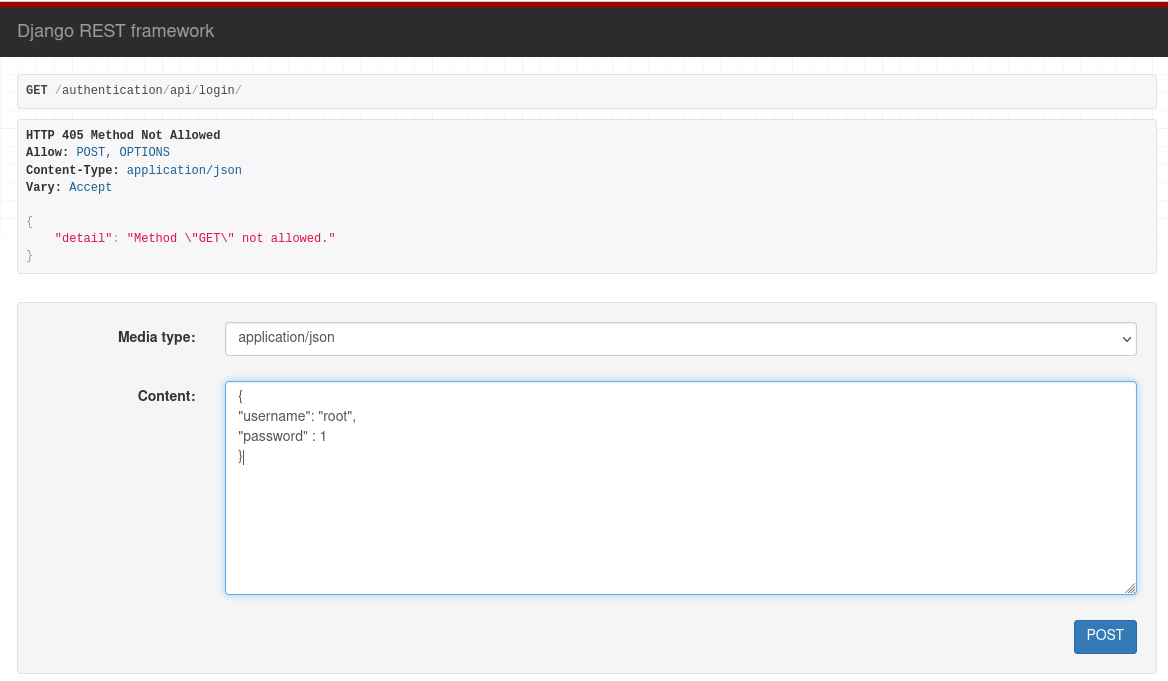 Django REST framework
GET /authentication/api/login/
HTTP 405 Method Not Allowed
Allow: POST, OPTIONS
Content-Type: application/json
Vary: Accept
{
    "detail": "Method \"GET\" not allowed."
}
Media type: application/json
Content:
{
"username": "root",
"password" : 1
}
POST